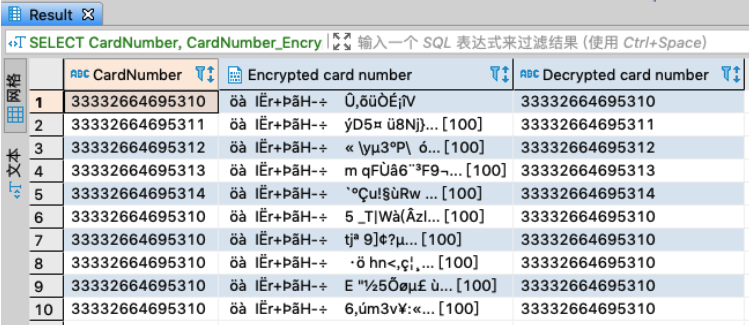 Result
SELECT CardNumber, CardNumber_Encry 输入一个 SQL 表达式来过滤结果 (使用 Ctrl+Space)
网格
文本
ABC CardNumber Encrypted card number ABC Decrypted card number
1 33332664695310 öà IËr+ÞãH-÷ Û,õüÒÉ¡îV 33332664695310
2 33332664695311 öà IËr+ÞãH-÷ ýD5¤ ü8Nj}... [100] 33332664695311
3 33332664695312 öà IËr+ÞãH-÷ « \yµ3ºP\ ó... [100] 33332664695312
4 33332664695313 öà IËr+ÞãH-÷ m qFÙâ6¨³F9¬... [100] 33332664695313
5 33332664695314 öà IËr+ÞãH-÷ `ºÇu!§ùRw ... [100] 33332664695314
6 33332664695310 öà IËr+ÞãH-÷ 5 _T|Wà(Âzl... [100] 33332664695310
7 33332664695310 öà IËr+ÞãH-÷ tjª 9]¢?µ... [100] 33332664695310
8 33332664695310 öà IËr+ÞãH-÷ ·ö hn<,ç¦¸... [100] 33332664695310
9 33332664695310 öà IËr+ÞãH-÷ E "½5Õøµ£ ù... [100] 33332664695310
10 33332664695310 öà IËr+ÞãH-÷ 6,úm3v¥:«... [100] 33332664695310